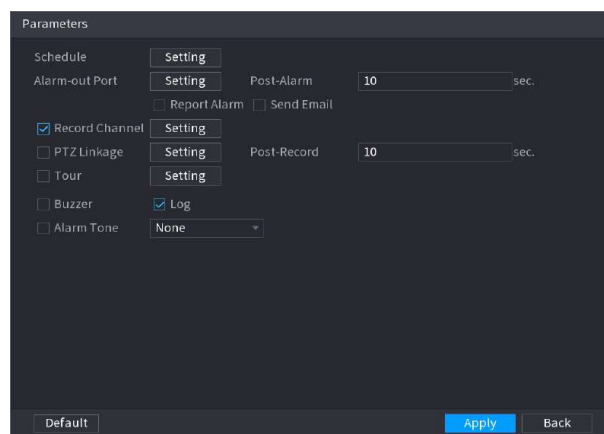 Parameters
Schedule Setting
Alarm-out Port Setting Post-Alarm 10 sec.
Report Alarm Send Email
Record Channel Setting
PTZ Linkage Setting Post-Record 10 sec.
Tour Setting
Buzzer Log
Alarm Tone None
Default Apply Back